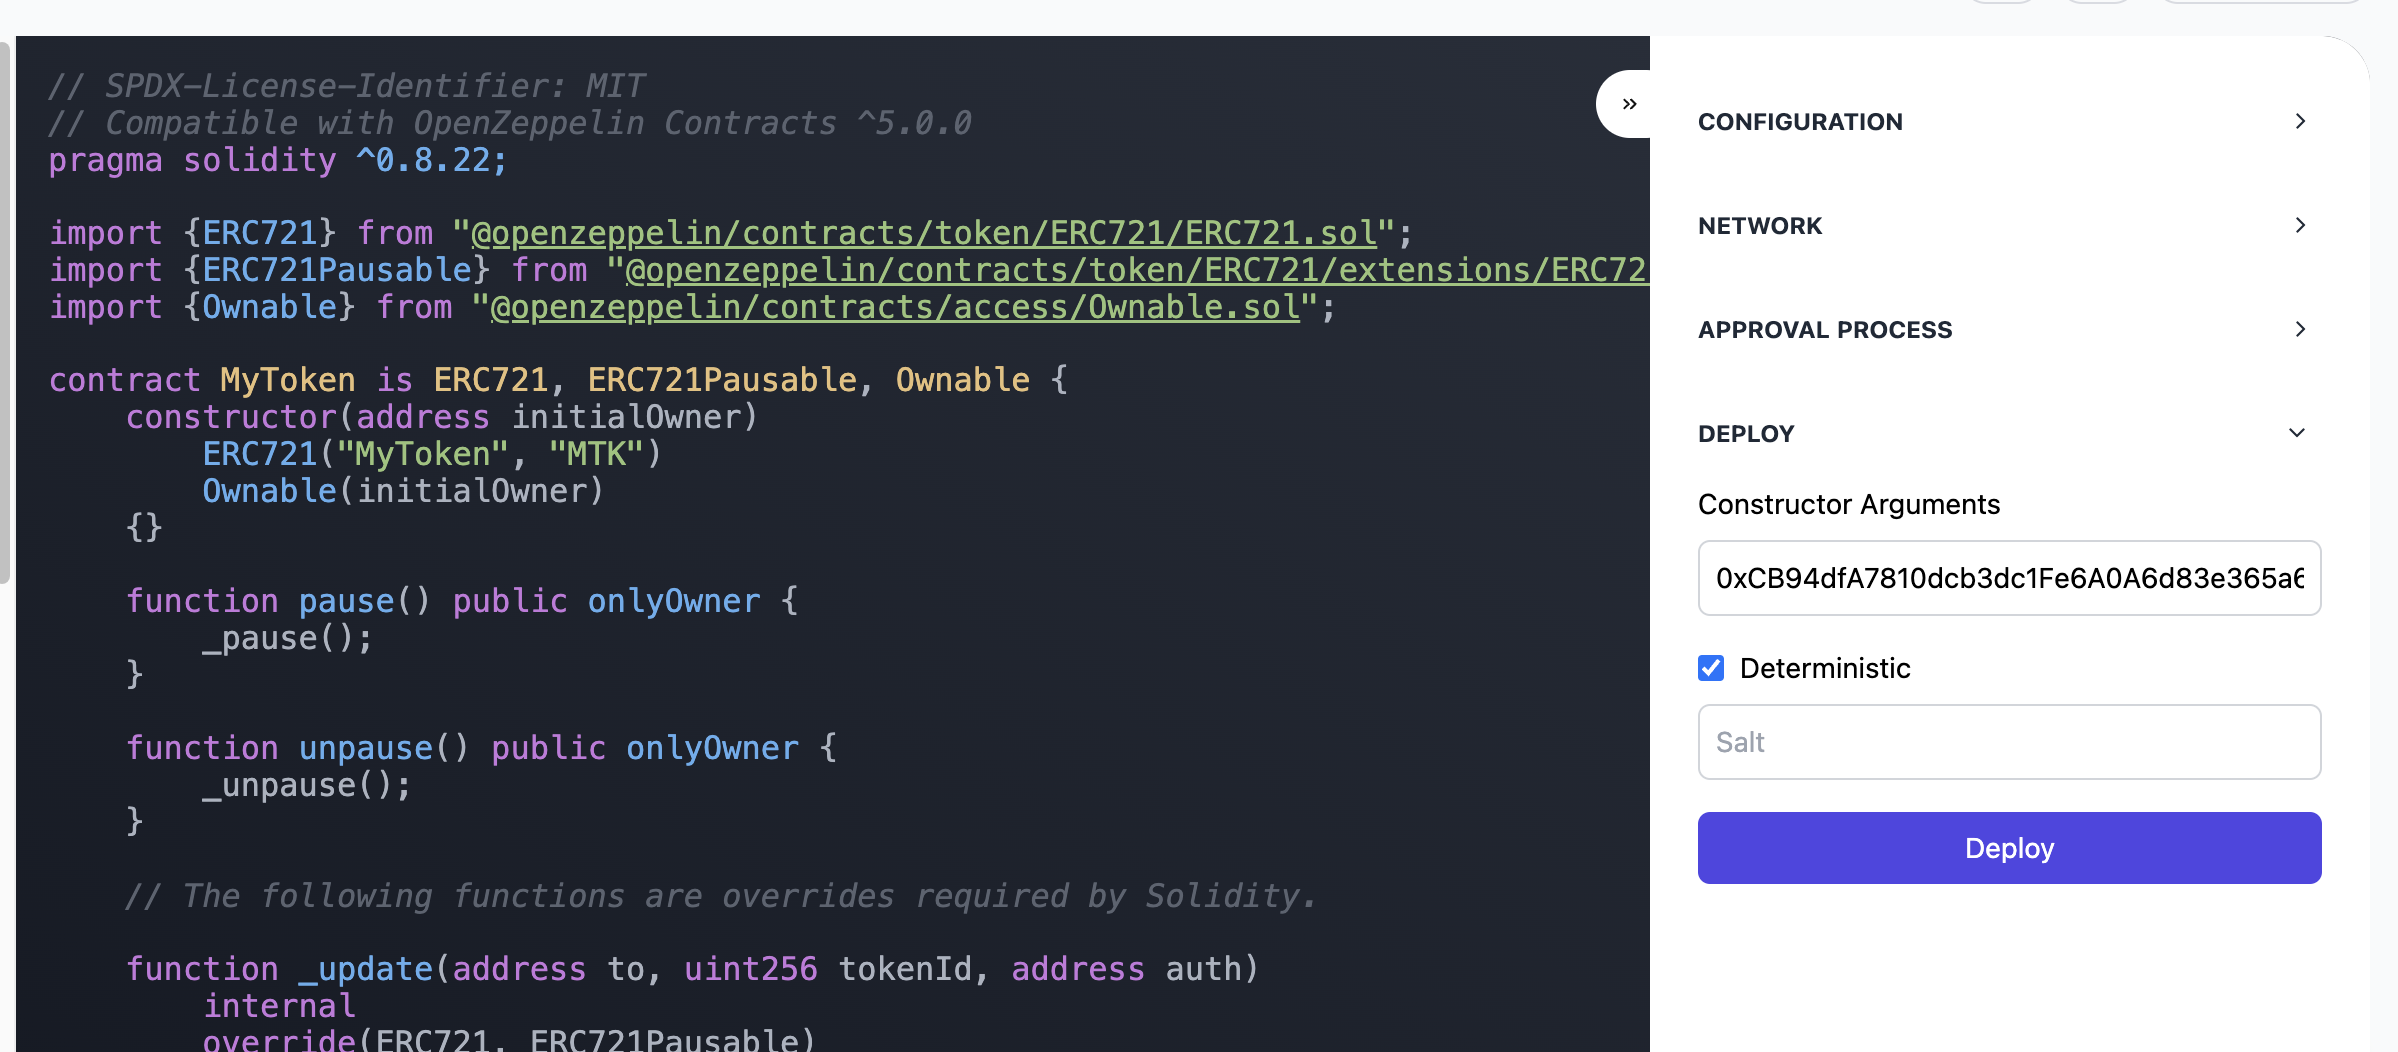 // SPDX-License-Identifier: MIT
// Compatible with OpenZeppelin Contracts ^5.0.0
pragma solidity ^0.8.22;
import {ERC721} from "@openzeppelin/contracts/token/ERC721/ERC721.sol";
import {ERC721Pausable} from "@openzeppelin/contracts/token/ERC721/extensions/ERC72
import {Ownable} from "@openzeppelin/contracts/access/Ownable.sol";
contract MyToken is ERC721, ERC721Pausable, Ownable {
    constructor(address initialOwner)
        ERC721("MyToken", "MTK")
        Ownable(initialOwner)
    {}
    function pause() public onlyOwner {
        _pause();
    }
    function unpause() public onlyOwner {
        _unpause();
    }
    // The following functions are overrides required by Solidity.
    function _update(address to, uint256 tokenId, address auth)
        internal
        override(ERC721, ERC721Pausable)
»
CONFIGURATION
NETWORK
APPROVAL PROCESS
DEPLOY
Constructor Arguments
0xCB94dfA7810dcb3dc1Fe6A0A6d83e365a6
Deterministic
Salt
Deploy